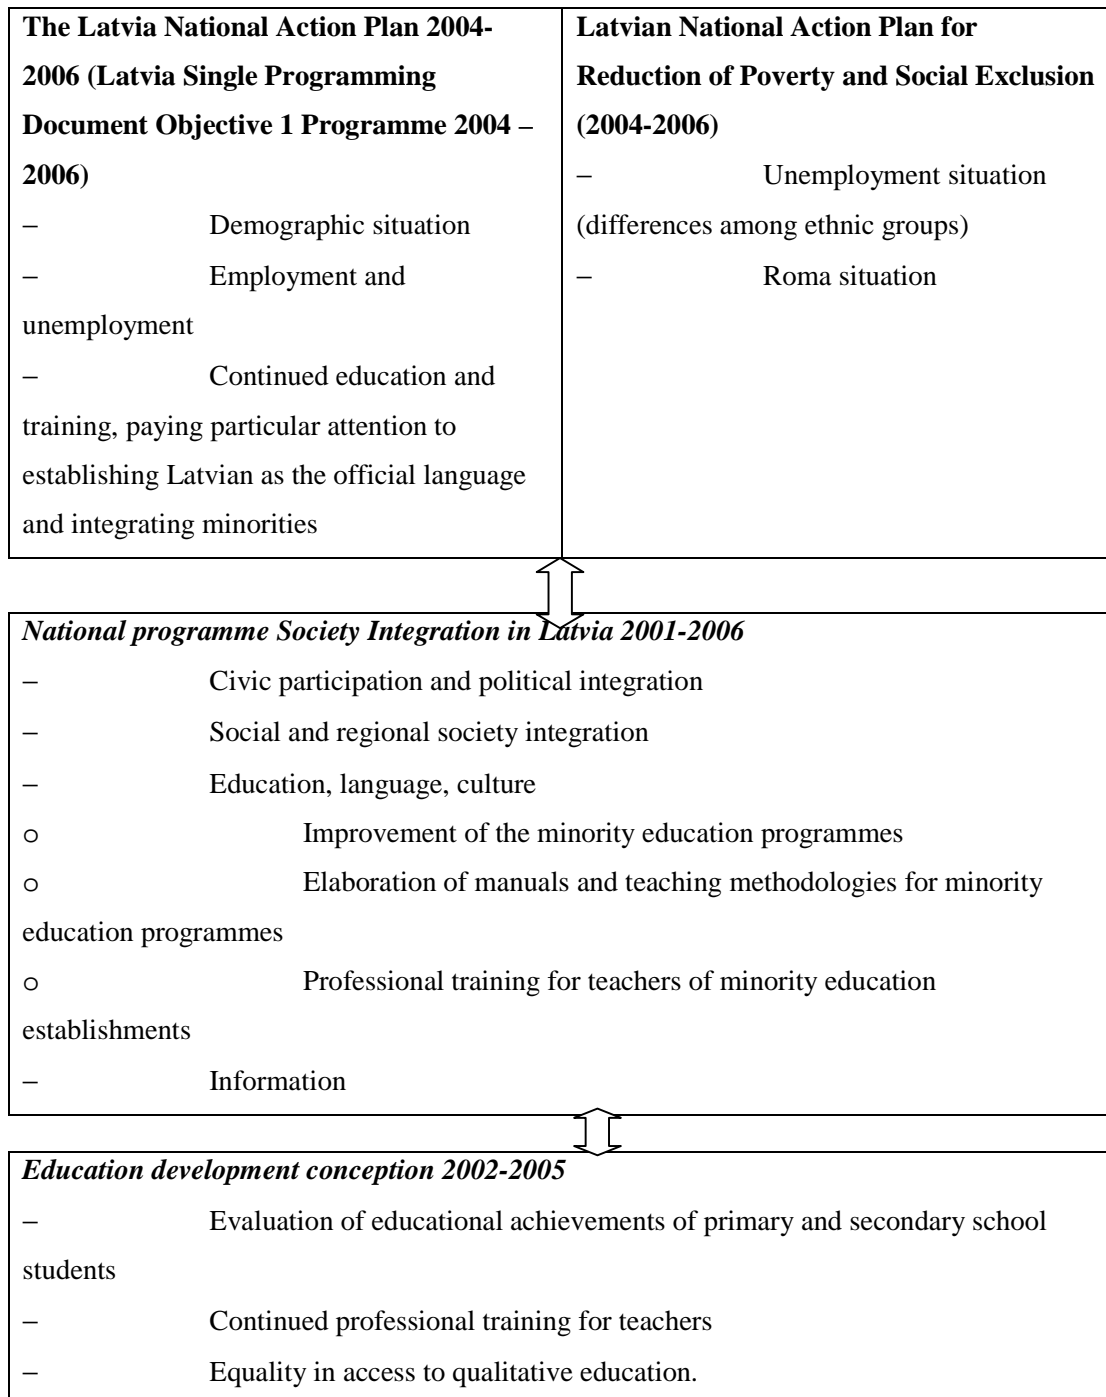 The Latvia National Action Plan 2004-
2006 (Latvia Single Programming
Document Objective 1 Programme 2004 –
2006)
– Demographic situation
– Employment and
unemployment
– Continued education and
training, paying particular attention to
establishing Latvian as the official language
and integrating minorities
Latvian National Action Plan for
Reduction of Poverty and Social Exclusion
(2004-2006)
– Unemployment situation
(differences among ethnic groups)
– Roma situation
National programme Society Integration in Latvia 2001-2006
– Civic participation and political integration
– Social and regional society integration
– Education, language, culture
o Improvement of the minority education programmes
o Elaboration of manuals and teaching methodologies for minority
education programmes
o Professional training for teachers of minority education
establishments
– Information
Education development conception 2002-2005
– Evaluation of educational achievements of primary and secondary school
students
– Continued professional training for teachers
– Equality in access to qualitative education.